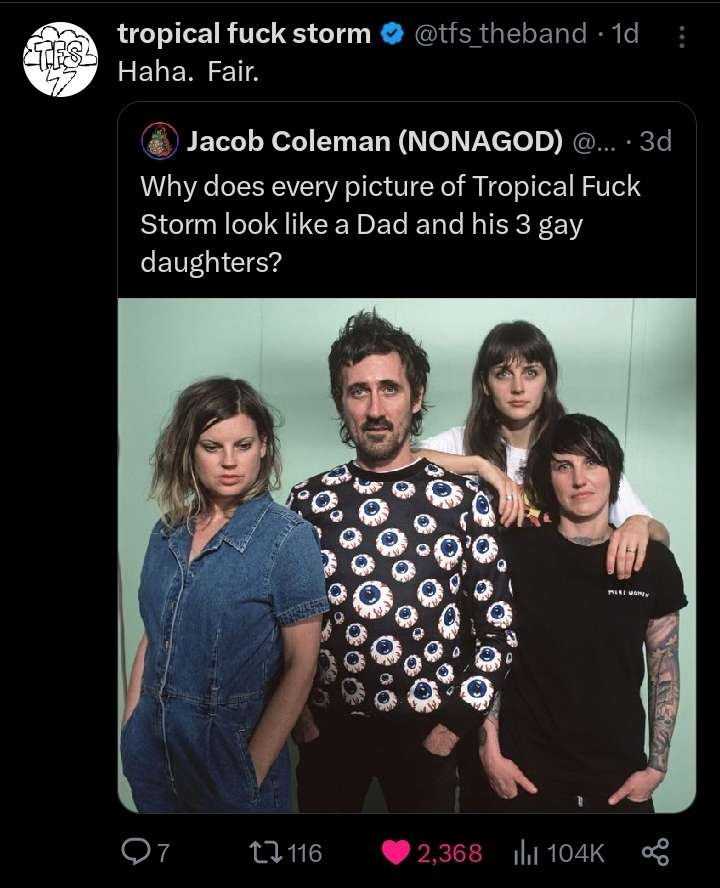 TFS
tropical fuck storm @tfs_theband · 1d
Haha. Fair.
Jacob Coleman (NONAGOD) @... · 3d
Why does every picture of Tropical Fuck
Storm look like a Dad and his 3 gay
daughters?
7 116 2,368 104K